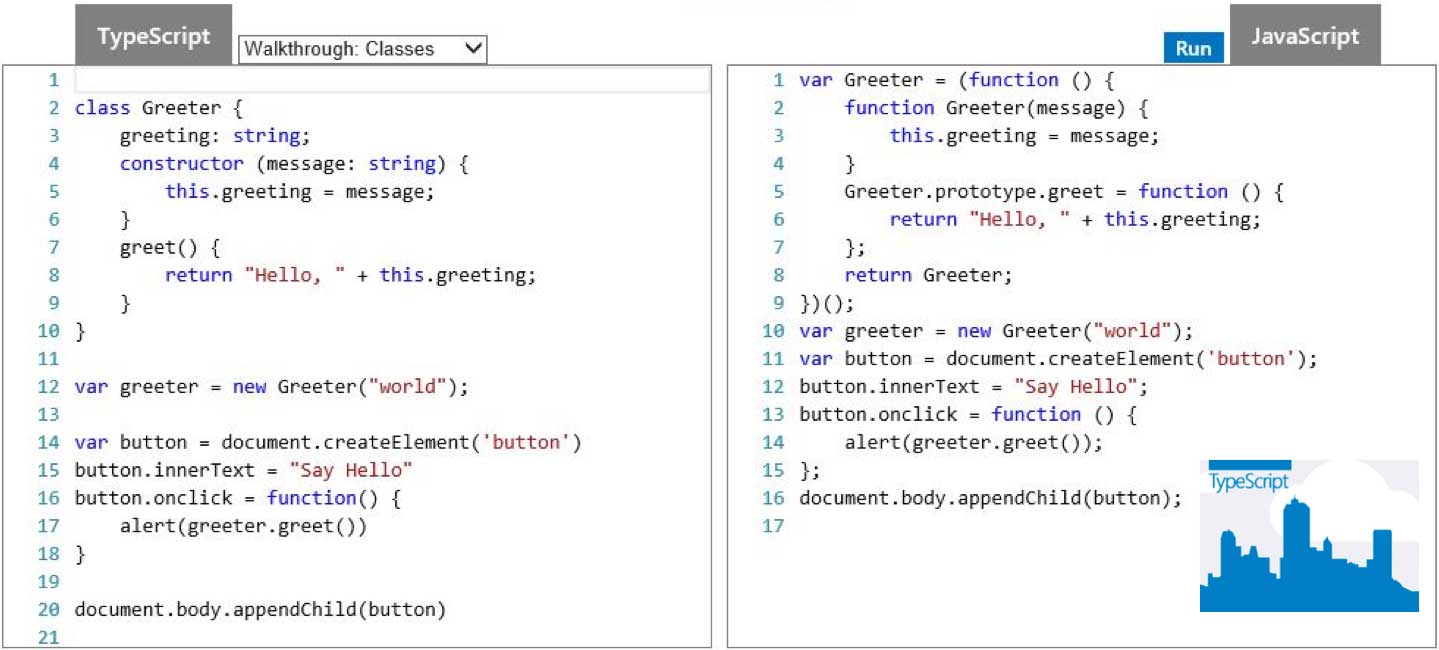 TypeScript
Walkthrough: Classes
1
2 class Greeter {
3     greeting: string;
4     constructor (message: string) {
5         this.greeting = message;
6     }
7     greet() {
8         return "Hello, " + this.greeting;
9     }
10 }
11
12 var greeter = new Greeter("world");
13
14 var button = document.createElement('button')
15 button.innerText = "Say Hello"
16 button.onclick = function() {
17     alert(greeter.greet())
18 }
19
20 document.body.appendChild(button)
21
Run
JavaScript
1 var Greeter = (function () {
2     function Greeter(message) {
3         this.greeting = message;
4     }
5     Greeter.prototype.greet = function () {
6         return "Hello, " + this.greeting;
7     };
8     return Greeter;
9 })();
10 var greeter = new Greeter("world");
11 var button = document.createElement('button');
12 button.innerText = "Say Hello";
13 button.onclick = function () {
14     alert(greeter.greet());
15 };
16 document.body.appendChild(button);
17
TypeScript